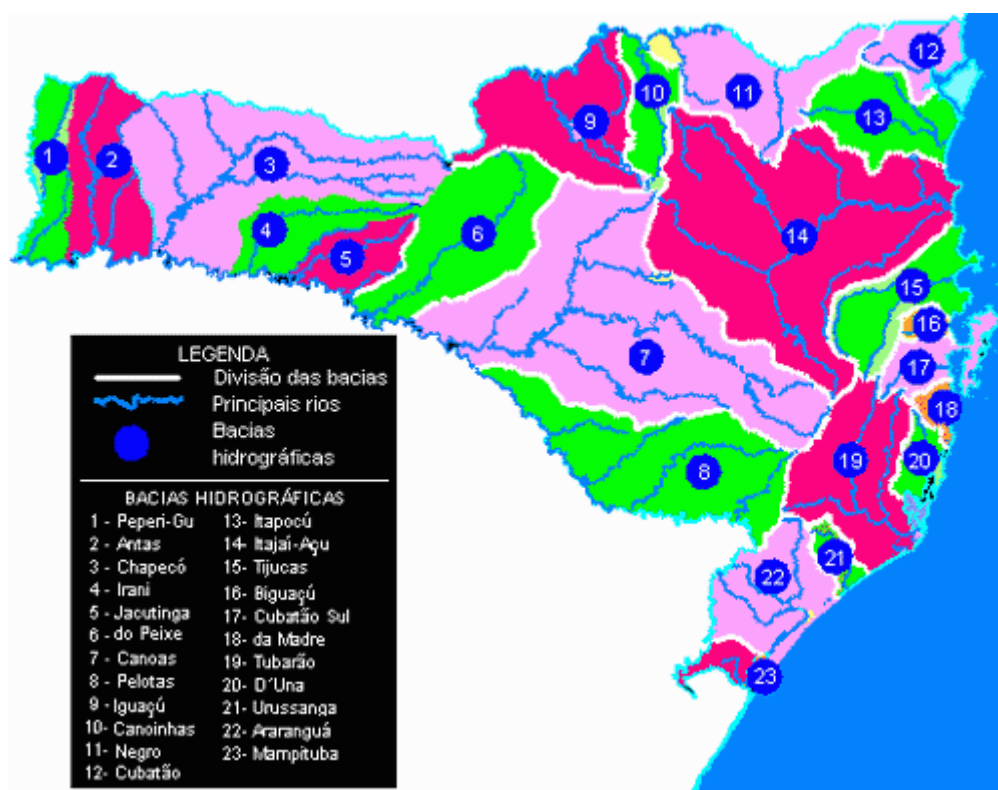 1
2
3
4
5
6
7
8
9
10
11
12
13
14
15
16
17
18
19
20
21
22
23
LEGENDA
Divisão das bacias
Principais rios
Bacias
hidrográficas
BACIAS HIDROGRÁFICAS
1 - Peperi-Gu
2 - Antas
3 - Chapecó
4 - Irani
5 - Jacutinga
6 - do Peixe
7 - Canoas
8 - Pelotas
9 - Iguaçú
10- Canoinhas
11- Negro
12- Cubatão
13- Itapocú
14- Itajaí-Açu
15- Tijucas
16- Biguaçú
17- Cubatão Sul
18- da Madre
19- Tubarão
20- D´Una
21- Urussanga
22- Araranguá
23- Mampituba